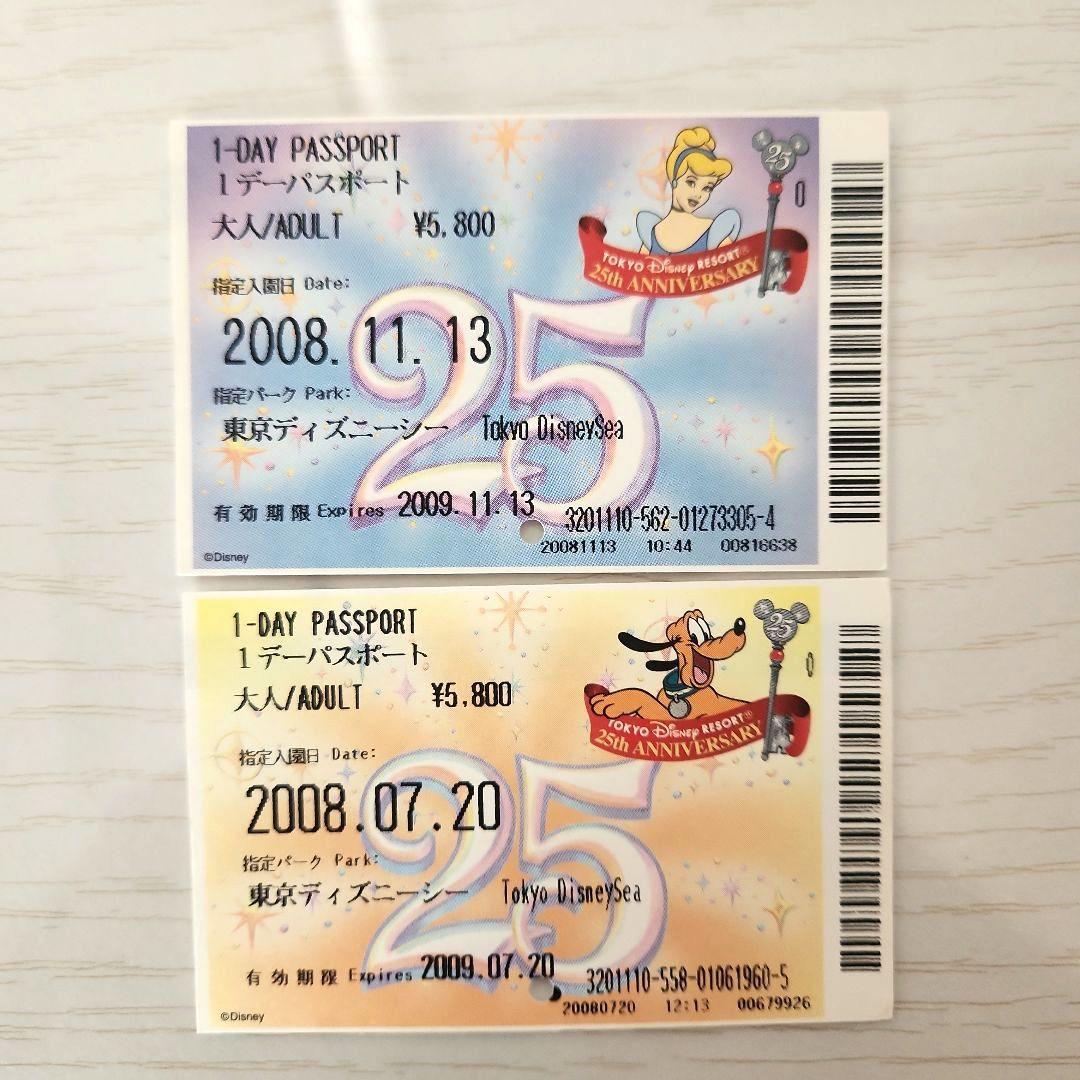 1-DAY PASSPORT
1デーパスポート
大人/ADULT ¥5,800
指定入園日 Date:
2008.11.13
指定パーク Park:
東京ディズニーシー Tokyo DisneySea
有効期限 Expires 2009.11.13
3201110-562-01273305-4
20081113 10:44 00816638
©Disney
25
25
0
TOKYO Disney RESORT®
25th ANNIVERSARY
1-DAY PASSPORT
1デーパスポート
大人/ADULT ¥5,800
指定入園日 Date:
2008.07.20
指定パーク Park:
東京ディズニーシー Tokyo DisneySea
有効期限 Expires 2009.07.20
3201110-558-01061960-5
20080720 12:13 00679926
©Disney
25
25
0
TOKYO Disney RESORT®
25th ANNIVERSARY